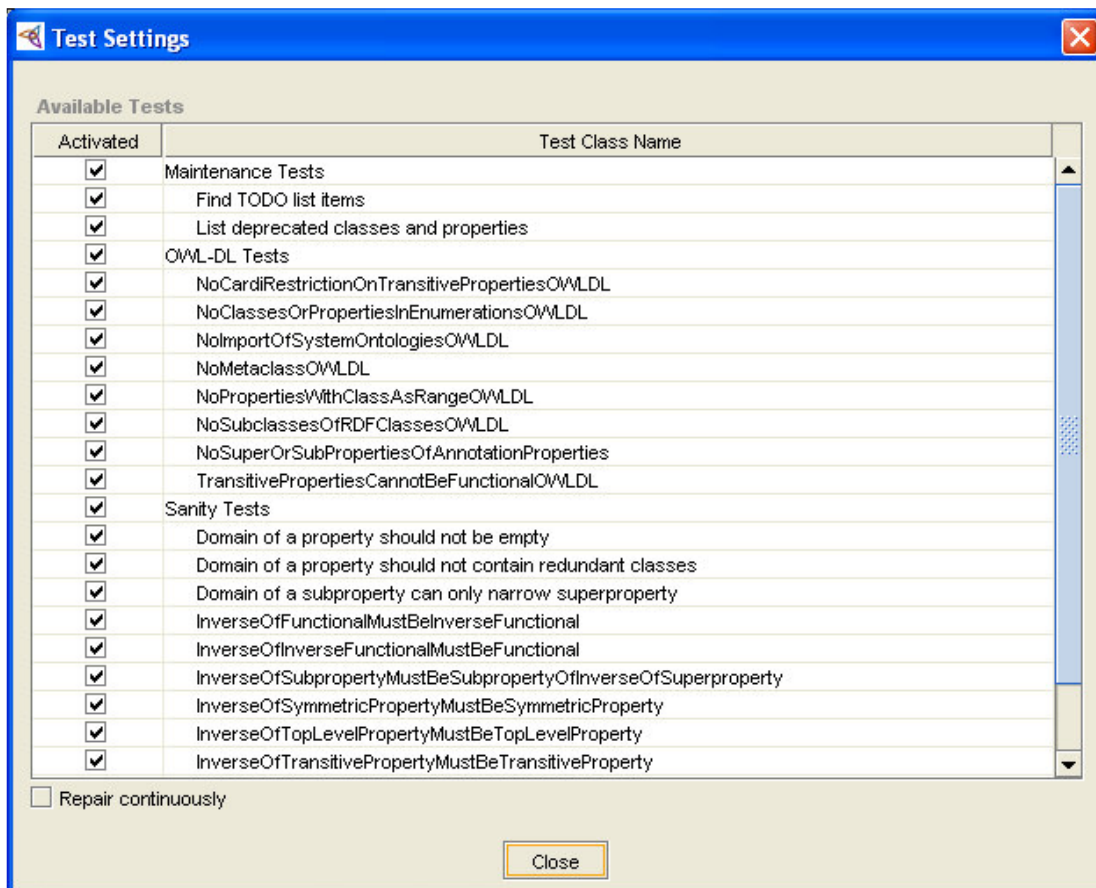 Test Settings
Available Tests
Activated Test Class Name
Maintenance Tests
Find TODO list items
List deprecated classes and properties
OWL-DL Tests
NoCardiRestrictionOnTransitivePropertiesOWLDL
NoClassesOrPropertiesInEnumerationsOWLDL
NoImportOfSystemOntologiesOWLDL
NoMetaclassOWLDL
NoPropertiesWithClassAsRangeOWLDL
NoSubclassesOfRDFClassesOWLDL
NoSuperOrSubPropertiesOfAnnotationProperties
TransitivePropertiesCannotBeFunctionalOWLDL
Sanity Tests
Domain of a property should not be empty
Domain of a property should not contain redundant classes
Domain of a subproperty can only narrow superproperty
InverseOfFunctionalMustBeInverseFunctional
InverseOfInverseFunctionalMustBeFunctional
InverseOfSubpropertyMustBeSubpropertyOfInverseOfSuperproperty
InverseOfSymmetricPropertyMustBeSymmetricProperty
InverseOfTopLevelPropertyMustBeTopLevelProperty
InverseOfTransitivePropertyMustBeTransitiveProperty
Repair continuously
Close